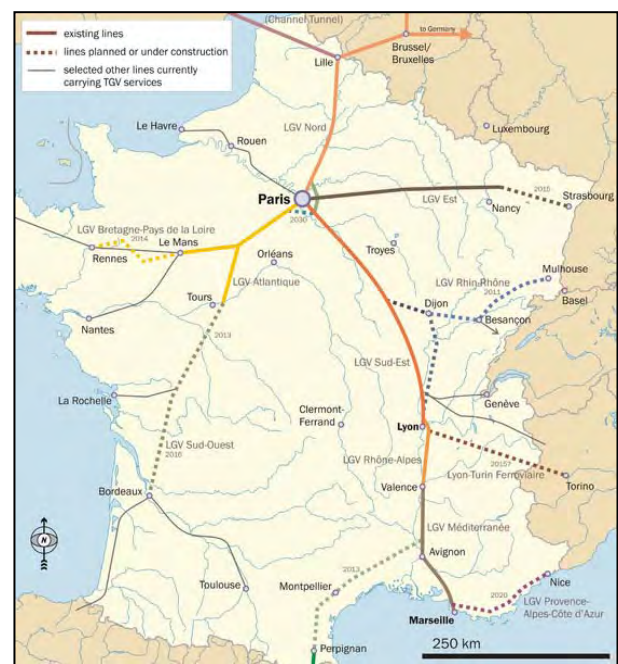 (Channel Tunnel)
to Germany
existing lines
lines planned or under construction
selected other lines currently
carrying TGV services
Brussel/
Bruxelles
Lille
Le Havre
Rouen
LGV Nord
Luxembourg
Paris
LGV Est
2015
Strasbourg
Nancy
2030
LGV Bretagne-Pays de la Loire
2014
Le Mans
Rennes
Orléans
Troyes
Mulhouse
LGV Rhin-Rhône
2011
Basel
LGV Atlantique
Tours
Dijon
Besançon
Nantes
2013
LGV Sud-Est
La Rochelle
Genève
Clermont-
Ferrand
Lyon
LGV Sud-Ouest
2016
LGV Rhône-Alpes
2015?
Lyon-Turin Ferroviaire
Torino
Valence
Bordeaux
N
LGV Méditerranée
Avignon
2013
Nice
Toulouse
Montpellier
2020
LGV Provence-
Alpes-Côte d'Azur
Marseille
Perpignan
250 km